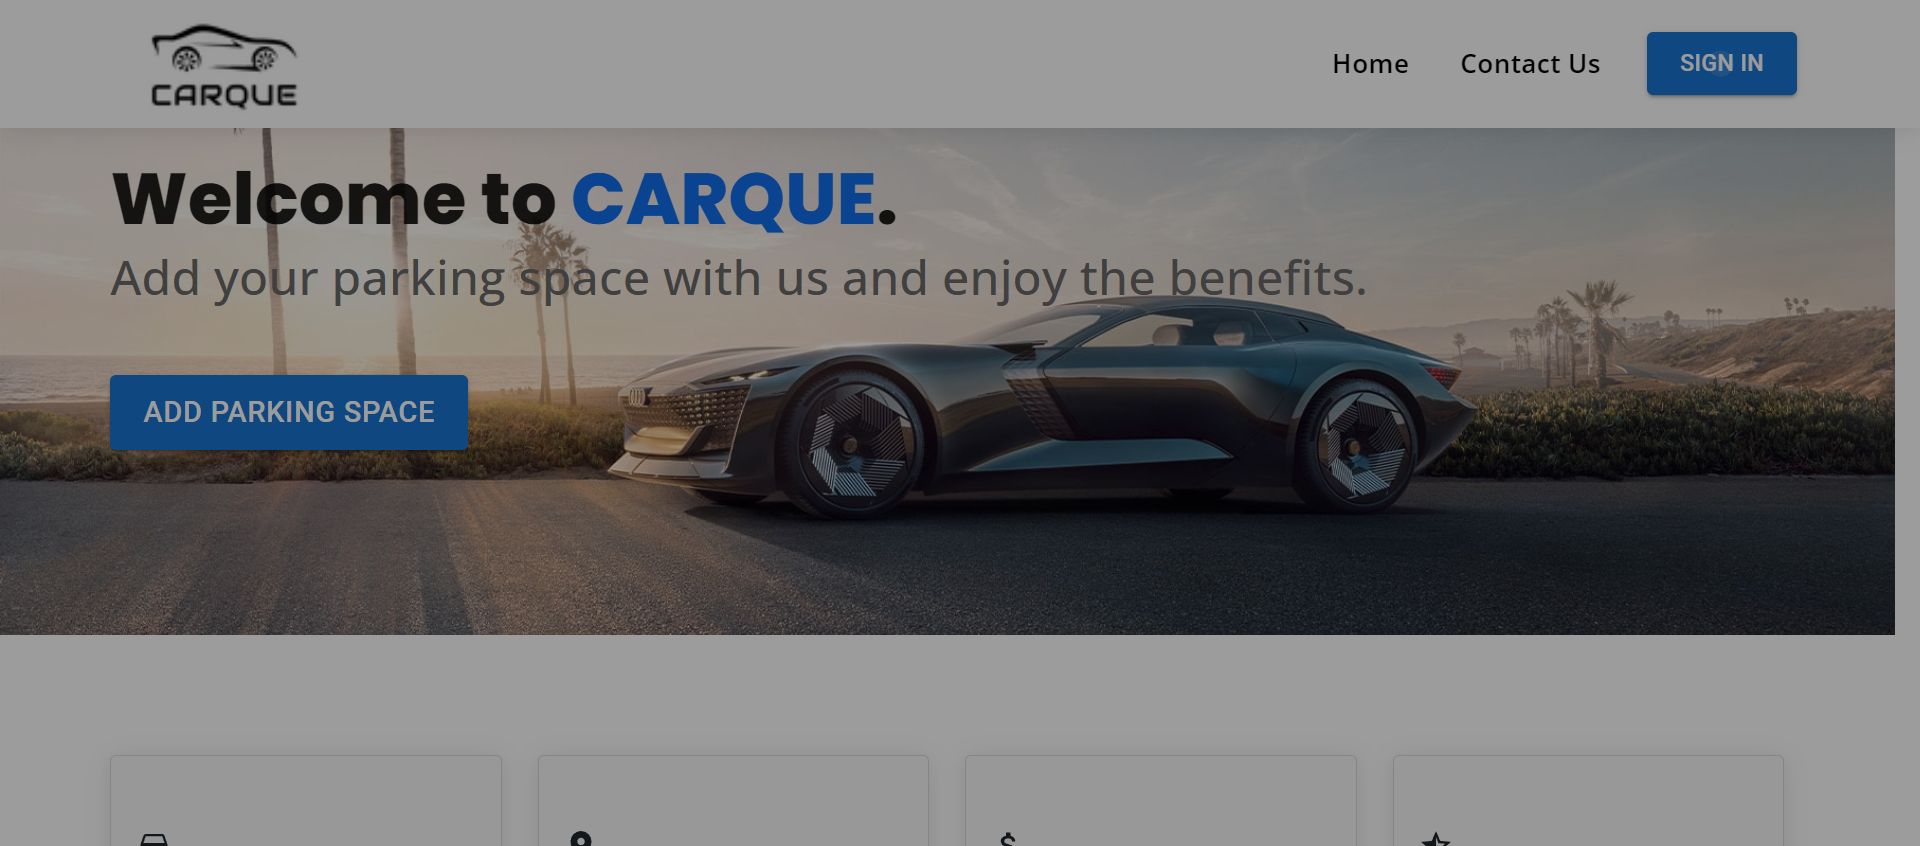 CARQUE
Home
Contact Us
SIGN IN
Welcome to CARQUE.
Add your parking space with us and enjoy the benefits.
ADD PARKING SPACE